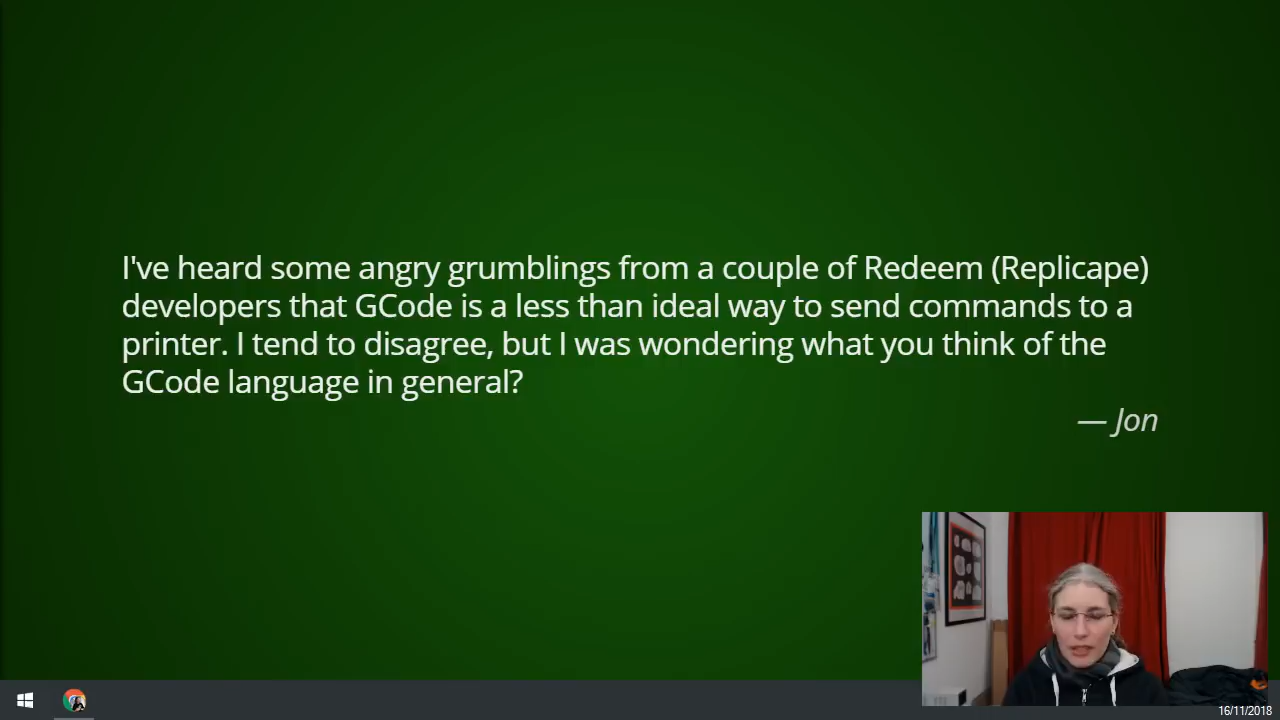 I've heard some angry grumblings from a couple of Redeem (Replicape)
developers that GCode is a less than ideal way to send commands to a
printer. I tend to disagree, but I was wondering what you think of the
GCode language in general?
— Jon
16/11/2018